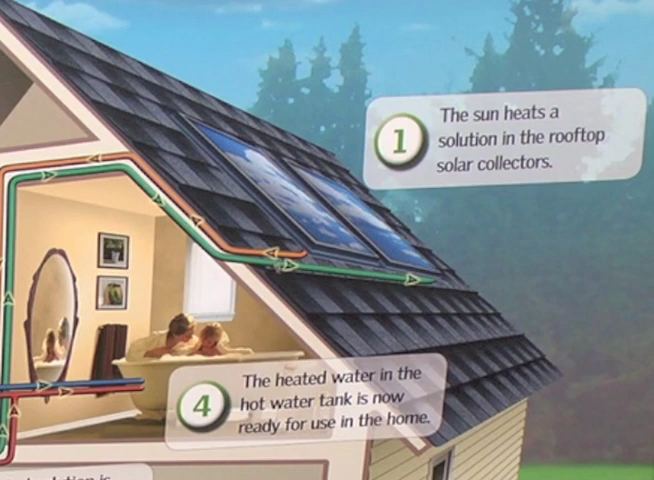 1
The sun heats a
solution in the rooftop
solar collectors.
4
The heated water in the
hot water tank is now
ready for use in the home.
is